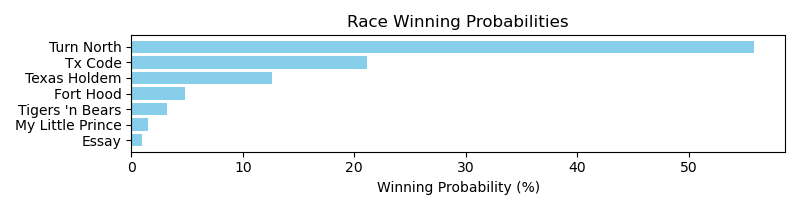 Race Winning Probabilities
Turn North
Tx Code
Texas Holdem
Fort Hood
Tigers 'n Bears
My Little Prince
Essay
0 10 20 30 40 50
Winning Probability (%)